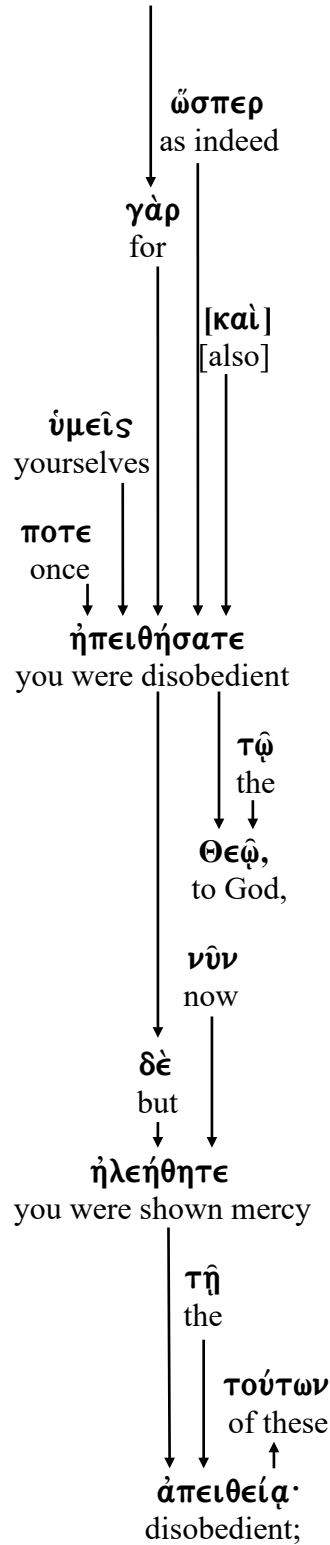 ὥσπερ
as indeed
γὰρ
for
[καὶ]
[also]
ὑμεῖς
yourselves
ποτε
once
ἠπειθήσατε
you were disobedient
τῷ
the
Θεῷ,
to God,
νῦν
now
δὲ
but
ἠλεήθητε
you were shown mercy
τῇ
the
τούτων
of these
ἀπειθείᾳ·
disobedient;